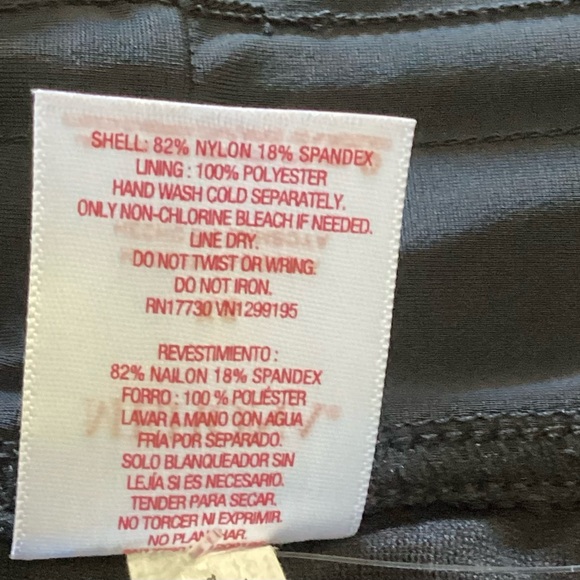 SHELL: 82% NYLON 18% SPANDEX
LINING : 100% POLYESTER
HAND WASH COLD SEPARATELY.
ONLY NON-CHLORINE BLEACH IF NEEDED.
LINE DRY.
DO NOT TWIST OR WRING.
DO NOT IRON.
RN17730 VN1299195
REVESTIMIENTO :
82% NAILON 18% SPANDEX
FORRO : 100 % POLIÉSTER
LAVAR A MANO CON AGUA
FRÍA POR SEPARADO.
SOLO BLANQUEADOR SIN
LEJÍA SI ES NECESARIO.
TENDER PARA SECAR.
NO TORCER NI EXPRIMIR.
NO PLANCHAR.